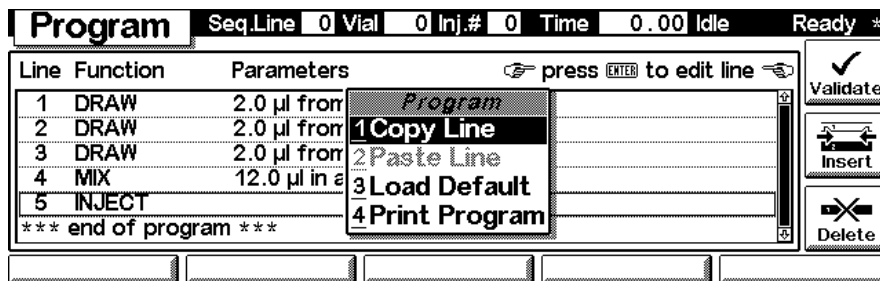 Program Seq.Line 0 Vial 0 Inj.# 0 Time 0.00 Idle Ready *
Line Function Parameters press ENTER to edit line
1 DRAW 2.0 µl from
2 DRAW 2.0 µl from
3 DRAW 2.0 µl from
4 MIX 12.0 µl in a
5 INJECT
*** end of program ***
Program
1 Copy Line
2 Paste Line
3 Load Default
4 Print Program
Validate
Insert
Delete